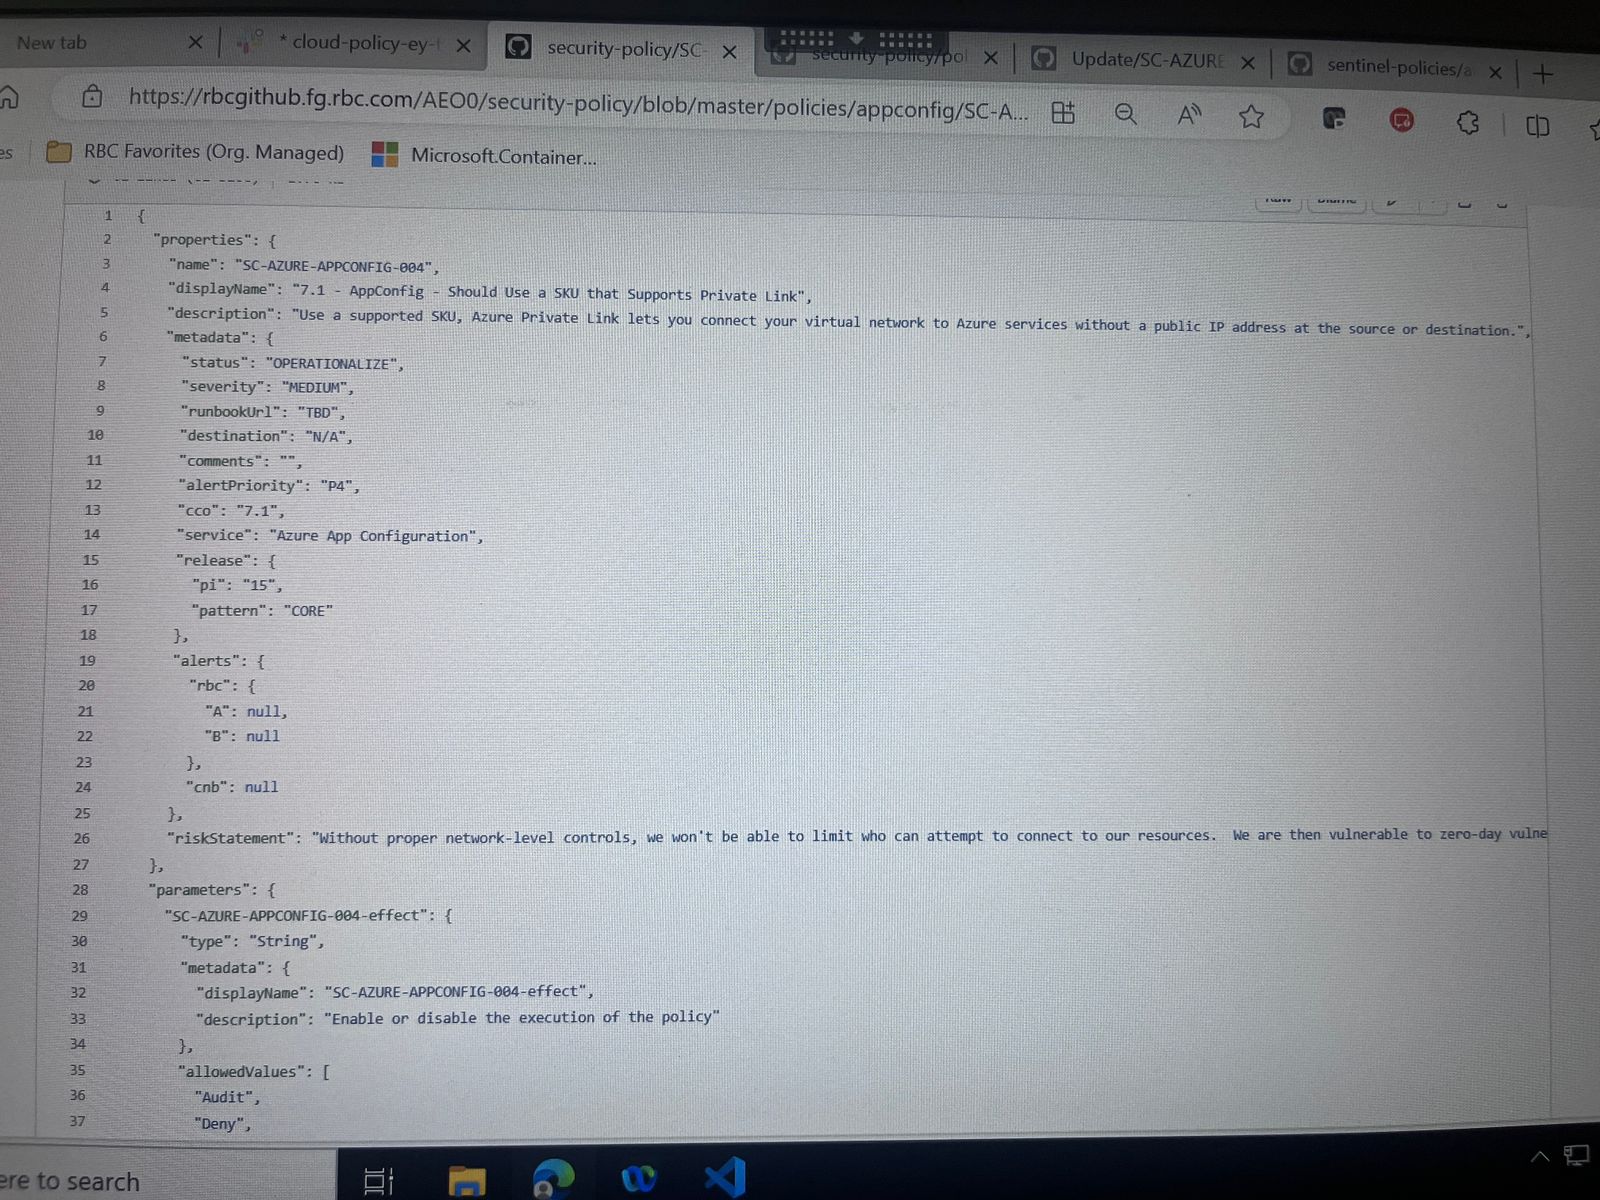 New tab
* cloud-policy-ey-t
security-policy/SC-
security-policy/pol
Update/SC-AZURE
sentinel-policies/a
https://rbcgithub.fg.rbc.com/AEO0/security-policy/blob/master/policies/appconfig/SC-A...
es
RBC Favorites (Org. Managed)
Microsoft.Container...
1 {
2 "properties": {
3 "name": "SC-AZURE-APPCONFIG-004",
4 "displayName": "7.1 - AppConfig - Should Use a SKU that Supports Private Link",
5 "description": "Use a supported SKU, Azure Private Link lets you connect your virtual network to Azure services without a public IP address at the source or destination.",
6 "metadata": {
7 "status": "OPERATIONALIZE",
8 "severity": "MEDIUM",
9 "runbookUrl": "TBD",
10 "destination": "N/A",
11 "comments": "",
12 "alertPriority": "P4",
13 "cco": "7.1",
14 "service": "Azure App Configuration",
15 "release": {
16 "pi": "15",
17 "pattern": "CORE"
18 },
19 "alerts": {
20 "rbc": {
21 "A": null,
22 "B": null
23 },
24 "cnb": null
25 },
26 "riskStatement": "Without proper network-level controls, we won't be able to limit who can attempt to connect to our resources.  We are then vulnerable to zero-day vulne
27 },
28 "parameters": {
29 "SC-AZURE-APPCONFIG-004-effect": {
30 "type": "String",
31 "metadata": {
32 "displayName": "SC-AZURE-APPCONFIG-004-effect",
33 "description": "Enable or disable the execution of the policy"
34 },
35 "allowedValues": [
36 "Audit",
37 "Deny",
ere to search